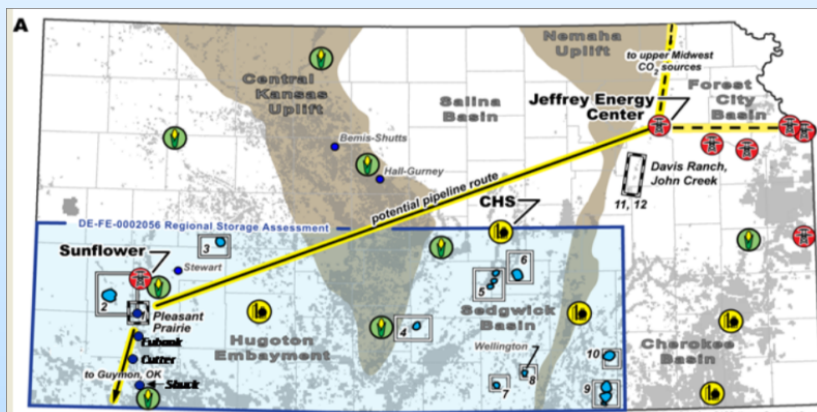 A
Nemaha
Uplift
to upper Midwest
CO2 sources
Central
Kansas
Uplift
Salina
Basin
Jeffrey Energy
Center
Forest
City
Basin
Bemis-Shutts
Hall-Gurney
Davis Ranch,
John Creek
11, 12
potential pipeline route
CHS
DE-FE-0002056 Regional Storage Assessment
Sunflower
3
Stewart
6
2
5
1
Pleasant
Prairie
Hugoton
Embayment
4
Sedgwick
Basin
Eubank
Cutter
Wellington
10
Cherokee
Basin
to Guymon, OK
Shuck
7
8
9